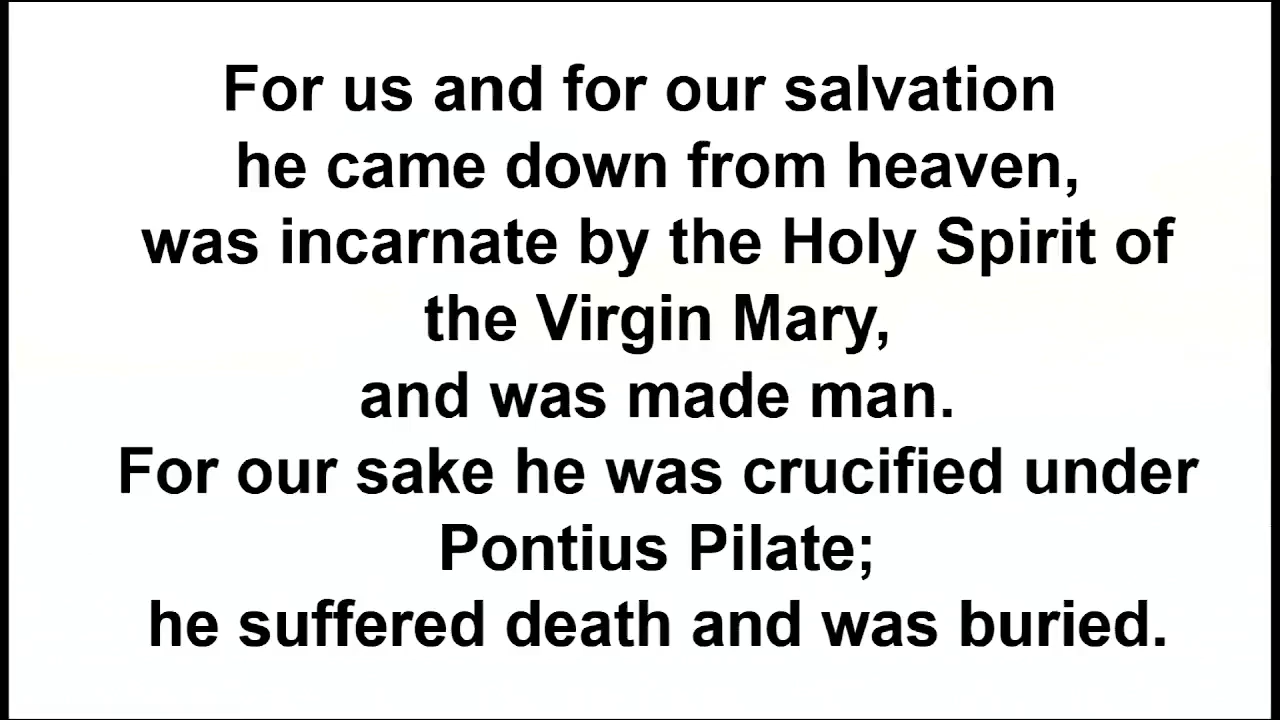 For us and for our salvation
he came down from heaven,
was incarnate by the Holy Spirit of
the Virgin Mary,
and was made man.
For our sake he was crucified under
Pontius Pilate;
he suffered death and was buried.